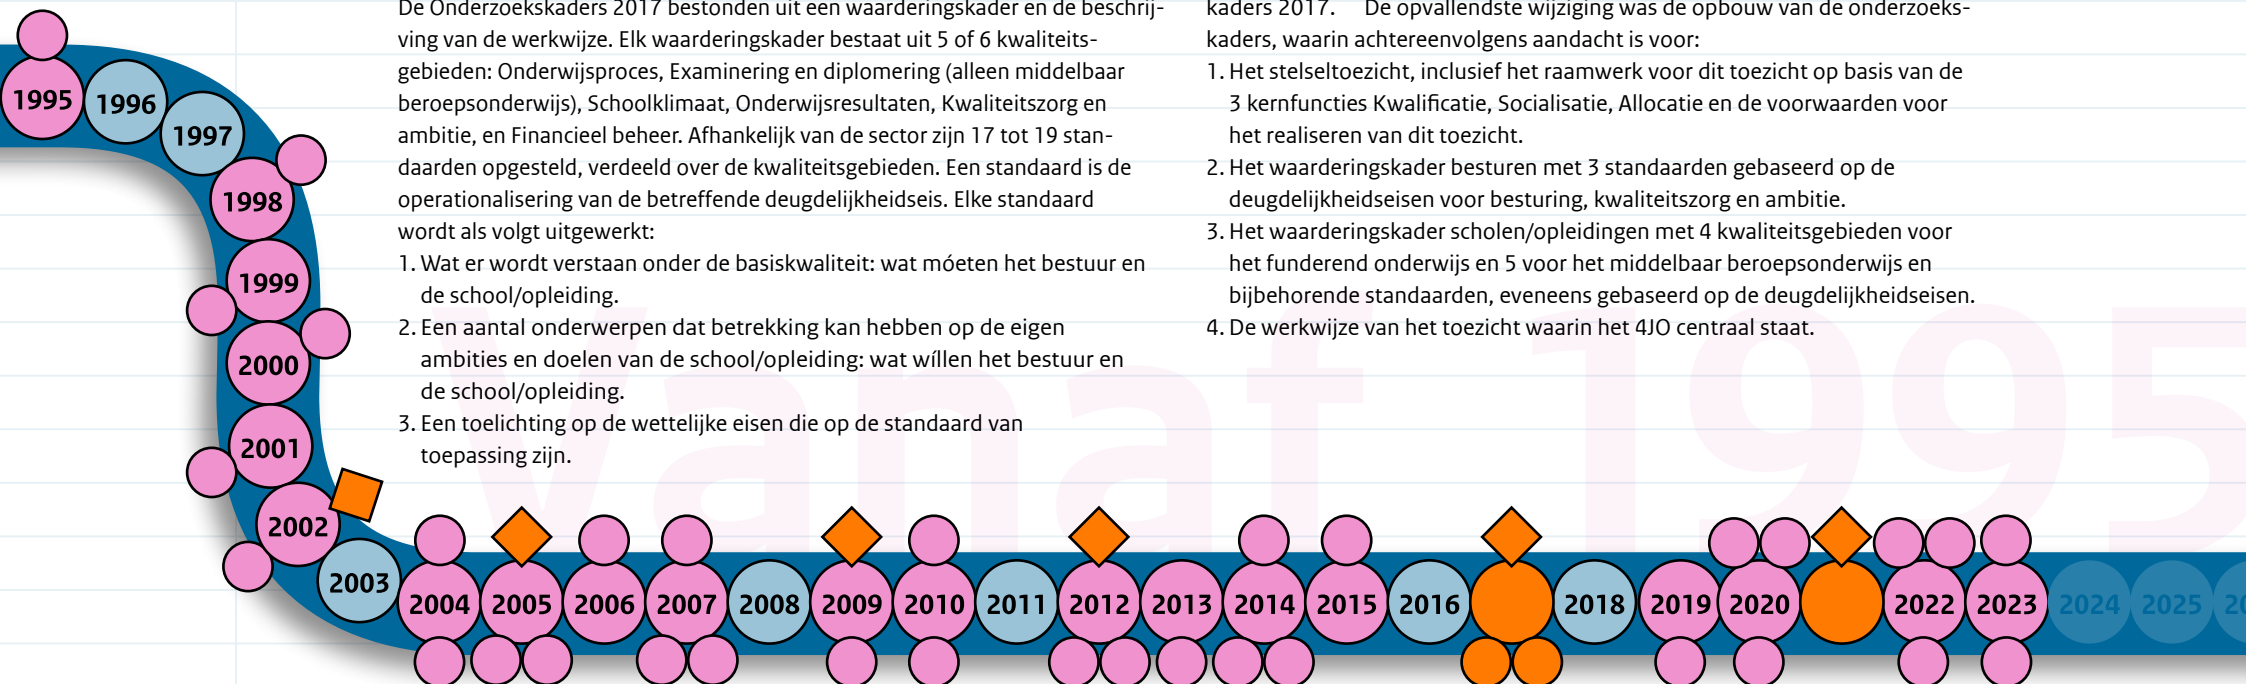 De Onderzoekskaders 2017 bestonden uit een waarderingskader en de beschrij-
ving van de werkwijze. Elk waarderingskader bestaat uit 5 of 6 kwaliteits-
gebieden: Onderwijsproces, Examinering en diplomering (alleen middelbaar
beroepsonderwijs), Schoolklimaat, Onderwijsresultaten, Kwaliteitszorg en
ambitie, en Financieel beheer. Afhankelijk van de sector zijn 17 tot 19 stan-
daarden opgesteld, verdeeld over de kwaliteitsgebieden. Een standaard is de
operationalisering van de betreffende deugdelijkheidseis. Elke standaard
wordt als volgt uitgewerkt:
1. Wat er wordt verstaan onder de basiskwaliteit: wat móeten het bestuur en
de school/opleiding.
2. Een aantal onderwerpen dat betrekking kan hebben op de eigen
ambities en doelen van de school/opleiding: wat wíllen het bestuur en
de school/opleiding.
3. Een toelichting op de wettelijke eisen die op de standaard van
toepassing zijn.
kaders 2017. De opvallendste wijziging was de opbouw van de onderzoeks-
kaders, waarin achtereenvolgens aandacht is voor:
1. Het stelseltoezicht, inclusief het raamwerk voor dit toezicht op basis van de
3 kernfuncties Kwalificatie, Socialisatie, Allocatie en de voorwaarden voor
het realiseren van dit toezicht.
2. Het waarderingskader besturen met 3 standaarden gebaseerd op de
deugdelijkheidseisen voor besturing, kwaliteitszorg en ambitie.
3. Het waarderingskader scholen/opleidingen met 4 kwaliteitsgebieden voor
het funderend onderwijs en 5 voor het middelbaar beroepsonderwijs en
bijbehorende standaarden, eveneens gebaseerd op de deugdelijkheidseisen.
4. De werkwijze van het toezicht waarin het 4JO centraal staat.
Vanaf 1995
1995
1996
1997
1998
1999
2000
2001
2002
2003
2004 2005 2006 2007 2008 2009 2010 2011 2012 2013 2014 2015 2016 2018 2019 2020 2022 2023 2024 2025